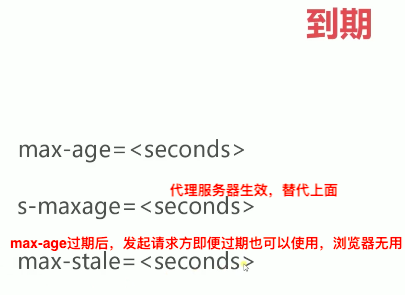 到期
max-age=<seconds>
代理服务器生效，替代上面
s-maxage=<seconds>
max-age过期后，发起请求方即便过期也可以使用，浏览器无用
max-stale=<seconds>